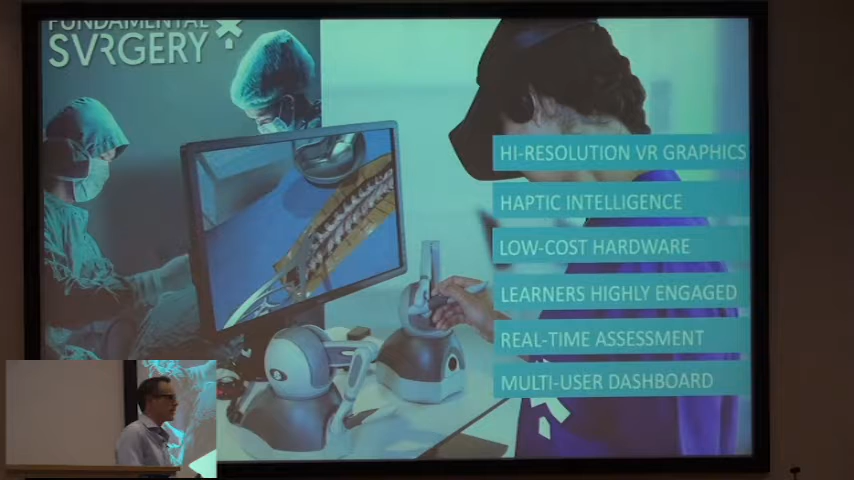 FUNDAMENTAL
SVRGERY
HI-RESOLUTION VR GRAPHICS
HAPTIC INTELLIGENCE
LOW-COST HARDWARE
LEARNERS HIGHLY ENGAGED
REAL-TIME ASSESSMENT
MULTI-USER DASHBOARD